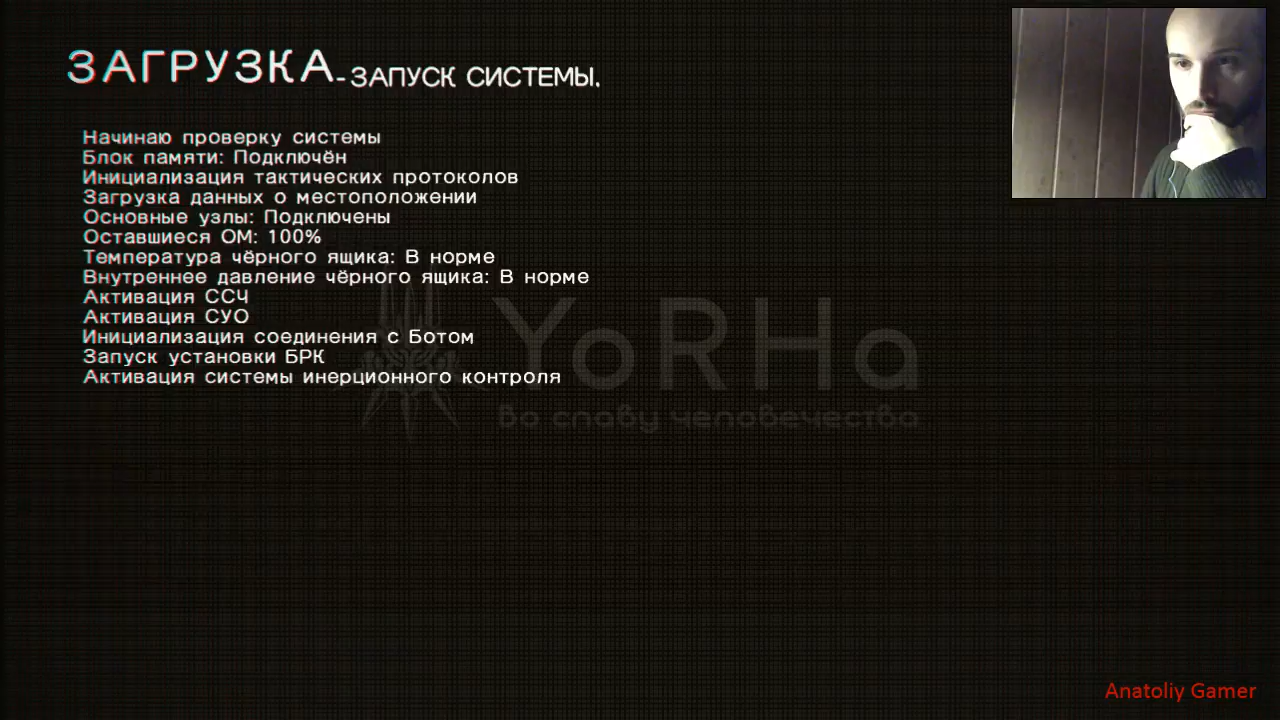 ЗАГРУЗКА - ЗАПУСК СИСТЕМЫ.
Начинаю проверку системы
Блок памяти: Подключён
Инициализация тактических протоколов
Загрузка данных о местоположении
Основные узлы: Подключены
Оставшиеся ОМ: 100%
Температура чёрного ящика: В норме
Внутреннее давление чёрного ящика: В норме
Активация ССЧ
Активация СУО
Инициализация соединения с Ботом
Запуск установки БРК
Активация системы инерционного контроля
YoRHa
Во славу человечества
Anatoliy Gamer